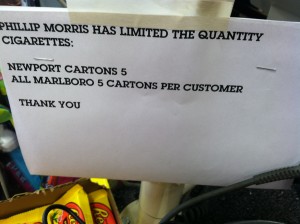 PHILLIP MORRIS HAS LIMITED THE QUANTITY
CIGARETTES:
NEWPORT CARTONS 5
ALL MARLBORO 5 CARTONS PER CUSTOMER
THANK YOU